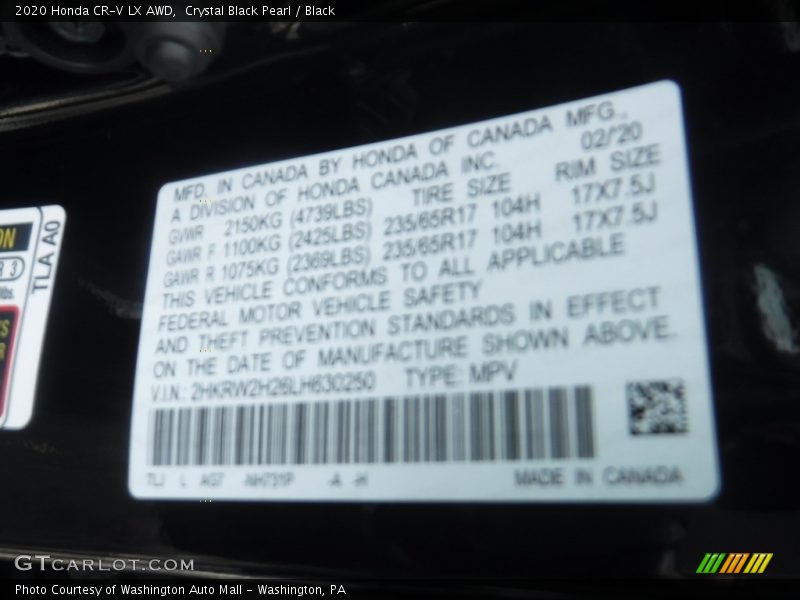 2020 Honda CR-V LX AWD,  Crystal Black Pearl / Black
MFD. IN CANADA BY HONDA OF CANADA MFG.,
A DIVISION OF HONDA CANADA INC. 02/'20
GVWR 2150KG (4739LBS) TIRE SIZE RIM SIZE
GAWR F 1100KG (2425LBS) 235/65R17 104H 17X7.5J
GAWR R 1075KG (2369LBS) 235/65R17 104H 17X7.5J
THIS VEHICLE CONFORMS TO ALL APPLICABLE
FEDERAL MOTOR VEHICLE SAFETY
AND THEFT PREVENTION STANDARDS IN EFFECT
ON THE DATE OF MANUFACTURE SHOWN ABOVE.
V.I.N.: 2HKRW2H26LH630250 TYPE: MPV
TLJ L AG7 -NH731P -A -H MADE IN CANADA
TLA A0
GTCARLOT.COM
Photo Courtesy of Washington Auto Mall - Washington, PA